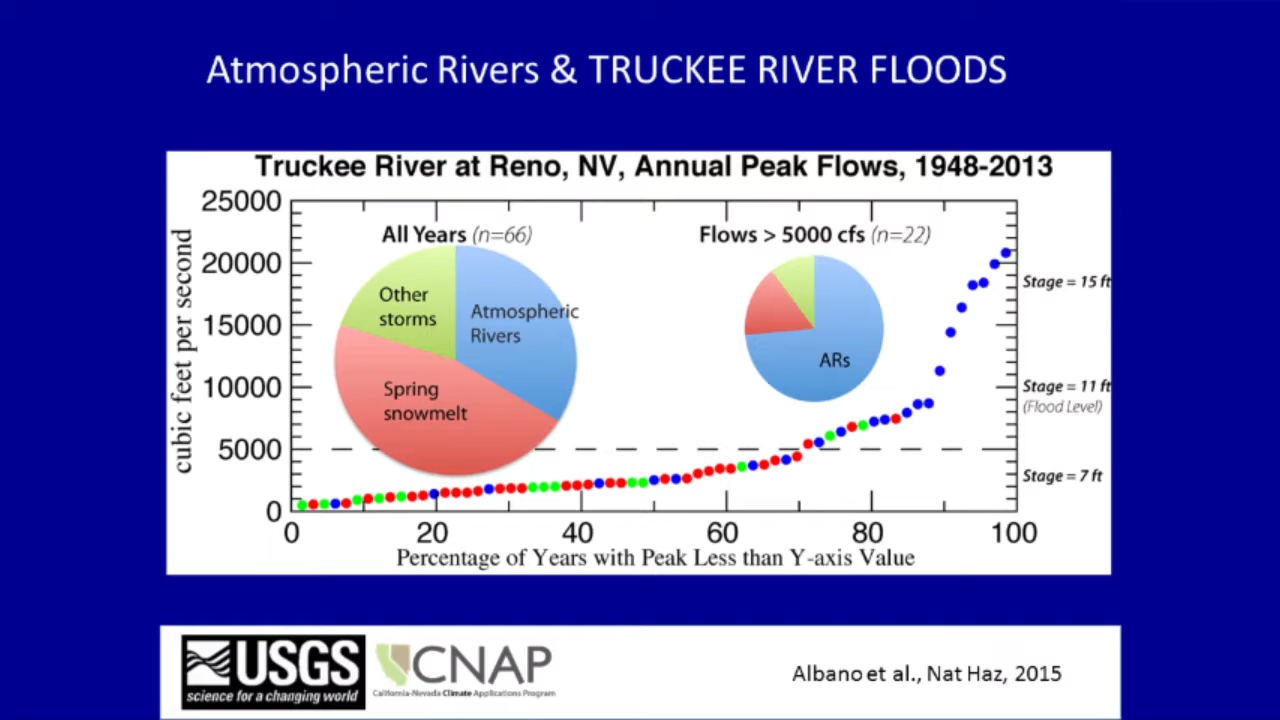 Atmospheric Rivers & TRUCKEE RIVER FLOODS
Truckee River at Reno, NV, Annual Peak Flows, 1948-2013
25000
20000
15000
10000
5000
0
cubic feet per second
All Years (n=66)
Other
storms
Atmospheric
Rivers
Spring
snowmelt
Flows > 5000 cfs (n=22)
ARs
Stage = 15 ft
Stage = 11 ft
(Flood Level)
Stage = 7 ft
0 20 40 60 80 100
Percentage of Years with Peak Less than Y-axis Value
USGS
science for a changing world
CNAP
California-Nevada Climate Applications Program
Albano et al., Nat Haz, 2015